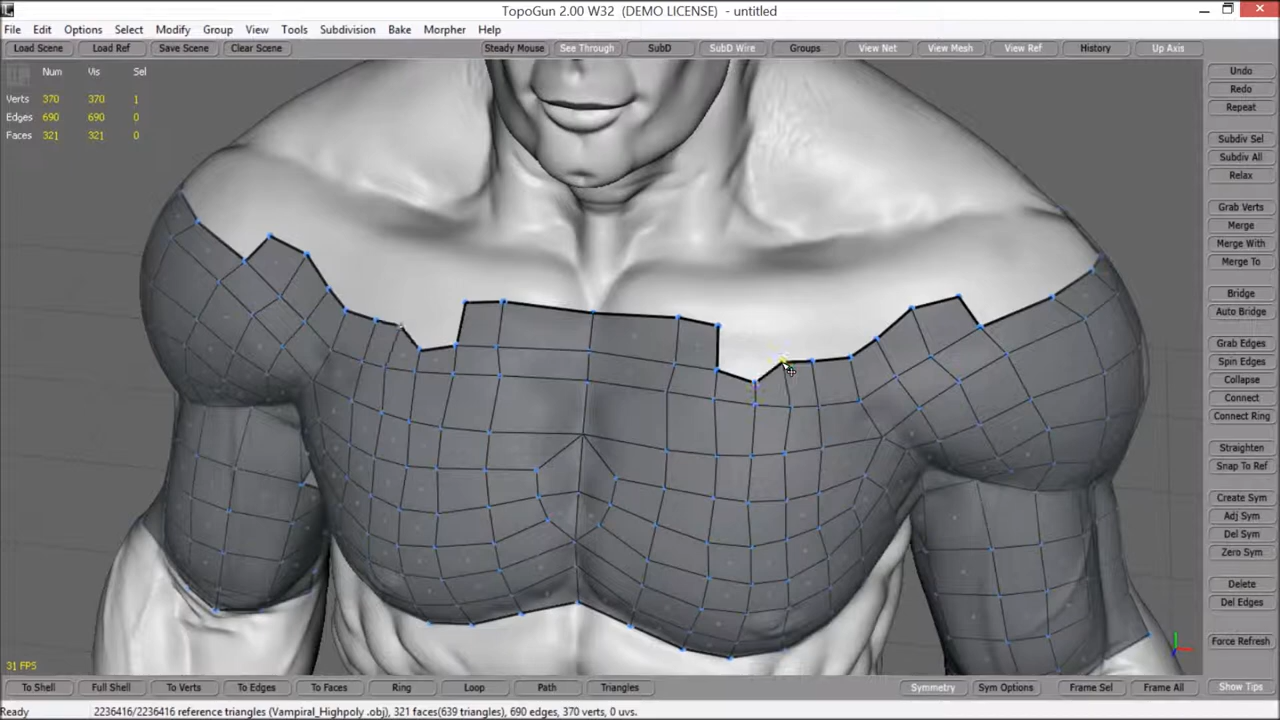 TopoGun 2.00 W32 (DEMO LICENSE) - untitled
File Edit Options Select Modify Group View Tools Subdivision Bake Morpher Help
Load Scene Load Ref Save Scene Clear Scene Steady Mouse See Through SubD SubD Wire Groups View Net View Mesh View Ref History Up Axis
Num Vis Sel
Verts 370 370 1
Edges 690 690 0
Faces 321 321 0
Undo
Redo
Repeat
Subdiv Sel
Subdiv All
Relax
Grab Verts
Merge
Merge With
Merge To
Bridge
Auto Bridge
Grab Edges
Spin Edges
Collapse
Connect
Connect Ring
Straighten
Snap To Ref
Create Sym
Adj Sym
Del Sym
Zero Sym
Delete
Del Edges
Force Refresh
31 FPS
To Shell Full Shell To Verts To Edges To Faces Ring Loop Path Triangles Symmetry Sym Options Frame Sel Frame All Show Tips
Ready 2236416/2236416 reference triangles (Vampiral_Highpoly .obj), 321 faces(639 triangles), 690 edges, 370 verts, 0 uvs.